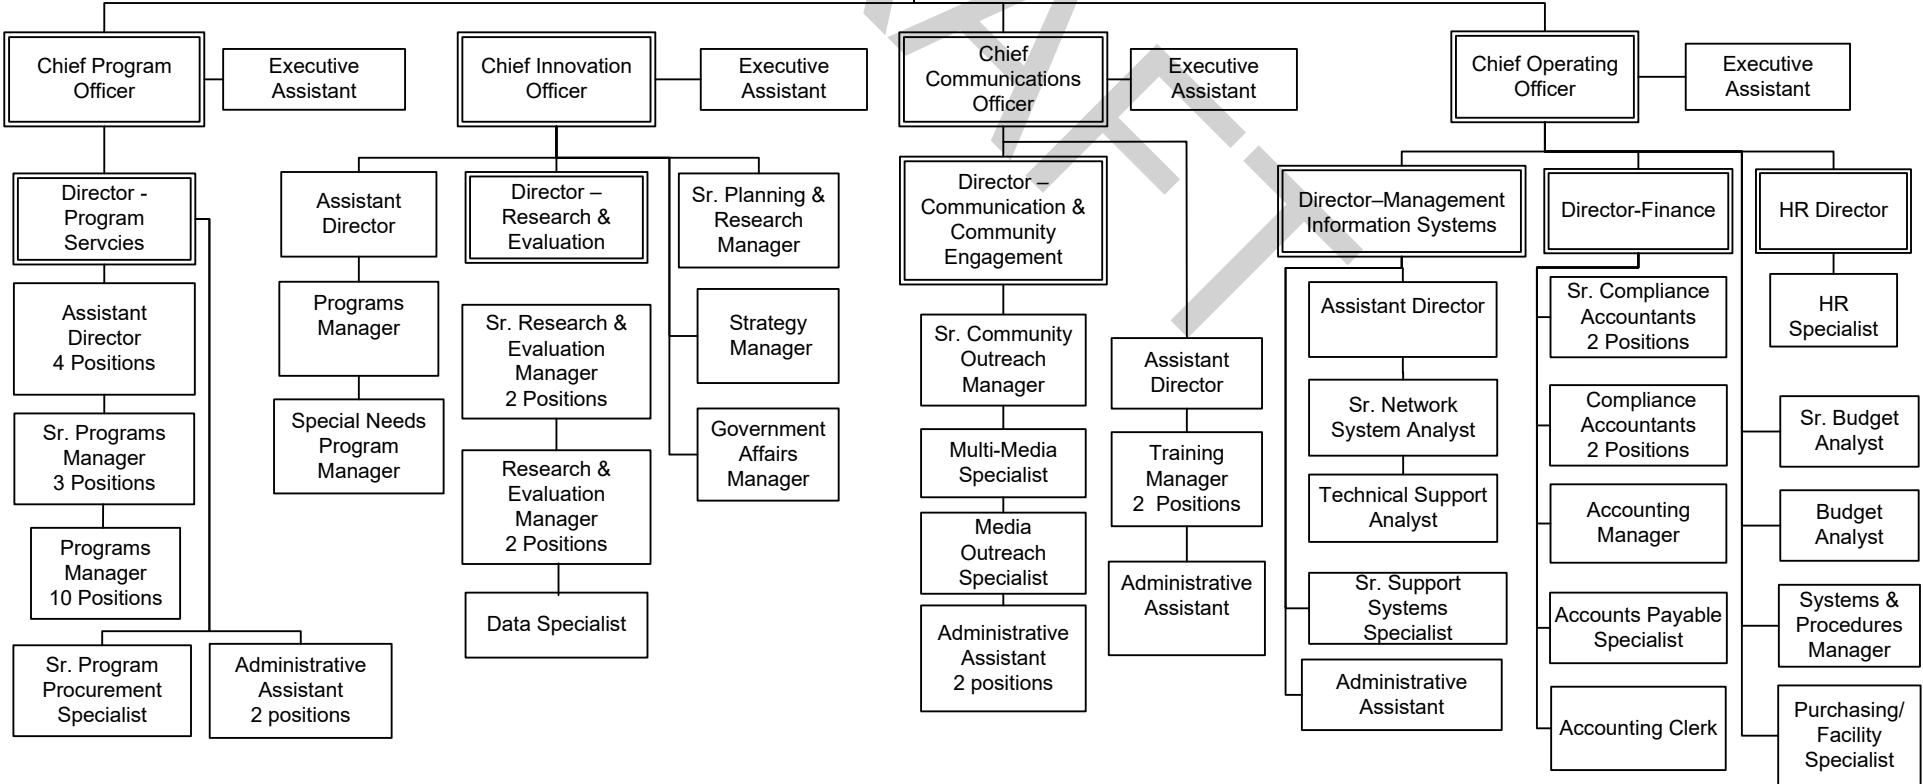 Chief Program
Officer
Executive
Assistant
Chief Innovation
Officer
Executive
Assistant
Chief
Communications
Officer
Executive
Assistant
Chief Operating
Officer
Executive
Assistant
Director -
Program
Servcies
Assistant
Director
4 Positions
Sr. Programs
Manager
3 Positions
Programs
Manager
10 Positions
Sr. Program
Procurement
Specialist
Administrative
Assistant
2 positions
Assistant
Director
Programs
Manager
Special Needs
Program
Manager
Director –
Research &
Evaluation
Sr. Research &
Evaluation
Manager
2 Positions
Research &
Evaluation
Manager
2 Positions
Data Specialist
Sr. Planning &
Research
Manager
Strategy
Manager
Government
Affairs
Manager
Director –
Communication &
Community
Engagement
Sr. Community
Outreach
Manager
Multi-Media
Specialist
Media
Outreach
Specialist
Administrative
Assistant
2 positions
Assistant
Director
Training
Manager
2 Positions
Administrative
Assistant
Director–Management
Information Systems
Assistant Director
Sr. Network
System Analyst
Technical Support
Analyst
Sr. Support
Systems
Specialist
Administrative
Assistant
Director-Finance
Sr. Compliance
Accountants
2 Positions
Compliance
Accountants
2 Positions
Accounting
Manager
Accounts Payable
Specialist
Accounting Clerk
HR Director
HR
Specialist
Sr. Budget
Analyst
Budget
Analyst
Systems &
Procedures
Manager
Purchasing/
Facility
Specialist